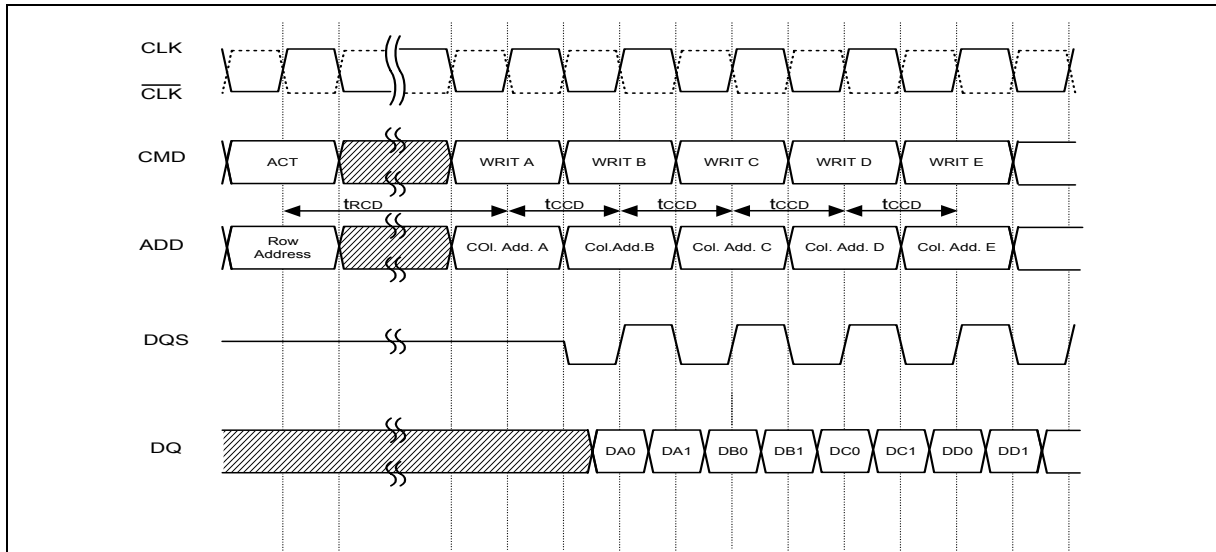 CLK
CLK
CMD
ACT
WRIT A
WRIT B
WRIT C
WRIT D
WRIT E
tRCD
tCCD
tCCD
tCCD
tCCD
ADD
Row
Address
COl. Add. A
Col.Add.B
Col. Add. C
Col. Add. D
Col. Add. E
DQS
DQ
DA0
DA1
DB0
DB1
DC0
DC1
DD0
DD1